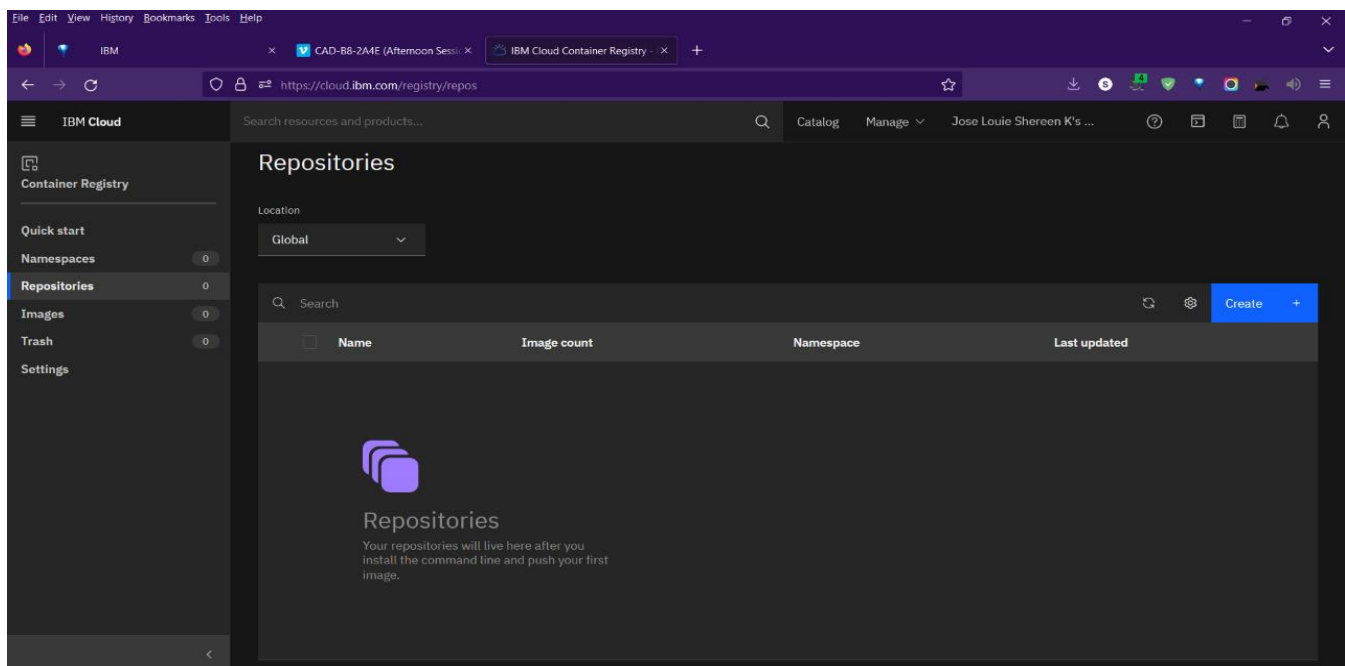 File Edit View History Bookmarks Tools Help
IBM
CAD-B8-2A4E (Afternoon Sessio
IBM Cloud Container Registry -
https://cloud.ibm.com/registry/repos
4
S
IBM Cloud
Search resources and products...
Catalog
Manage
Jose Louie Shereen K's ...
Container Registry
Quick start
Namespaces 0
Repositories 0
Images 0
Trash 0
Settings
Repositories
Location
Global
Search
Create +
Name Image count Namespace Last updated
Repositories
Your repositories will live here after you
install the command line and push your first
image.